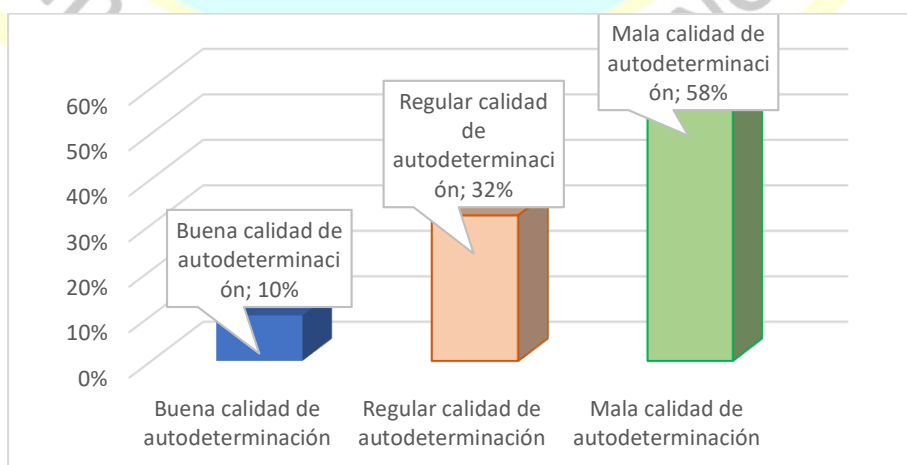 Mala calidad de
autodeterminaci
ón; 58%
Regular calidad
de
autodeterminaci
ón; 32%
Buena calidad de
autodeterminaci
ón; 10%
60%
50%
40%
30%
20%
10%
0%
Buena calidad de
autodeterminación
Regular calidad de
autodeterminación
Mala calidad de
autodeterminación